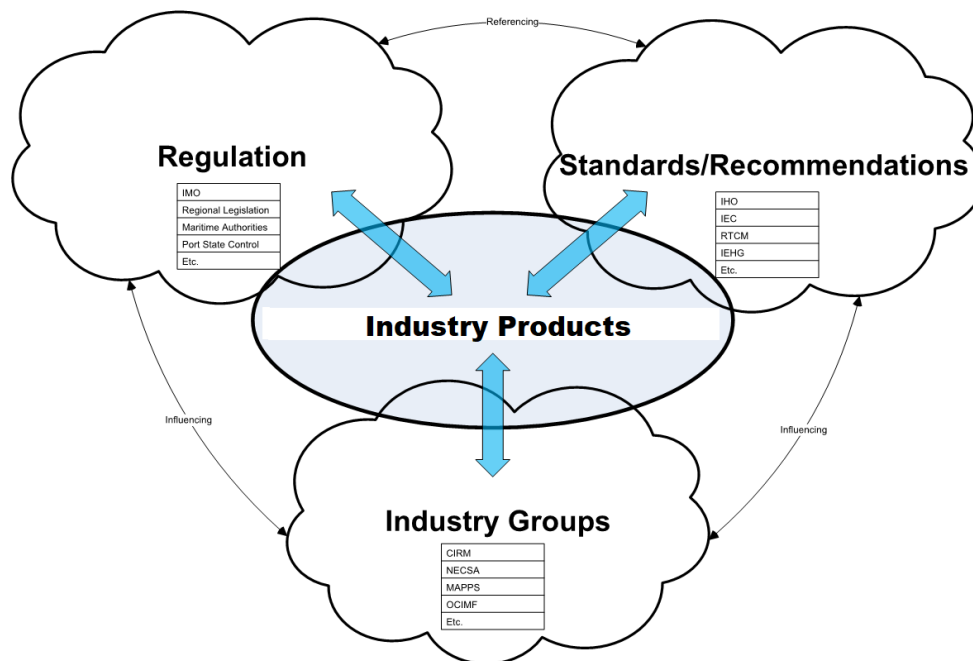 Referencing
Regulation
IMO
Regional Legislation
Maritime Authorities
Port State Control
Etc.
Standards/Recommendations
IHO
IEC
RTCM
IEHG
Etc.
Industry Products
Influencing
Influencing
Industry Groups
CIRM
NECSA
MAPPS
OCIMF
Etc.